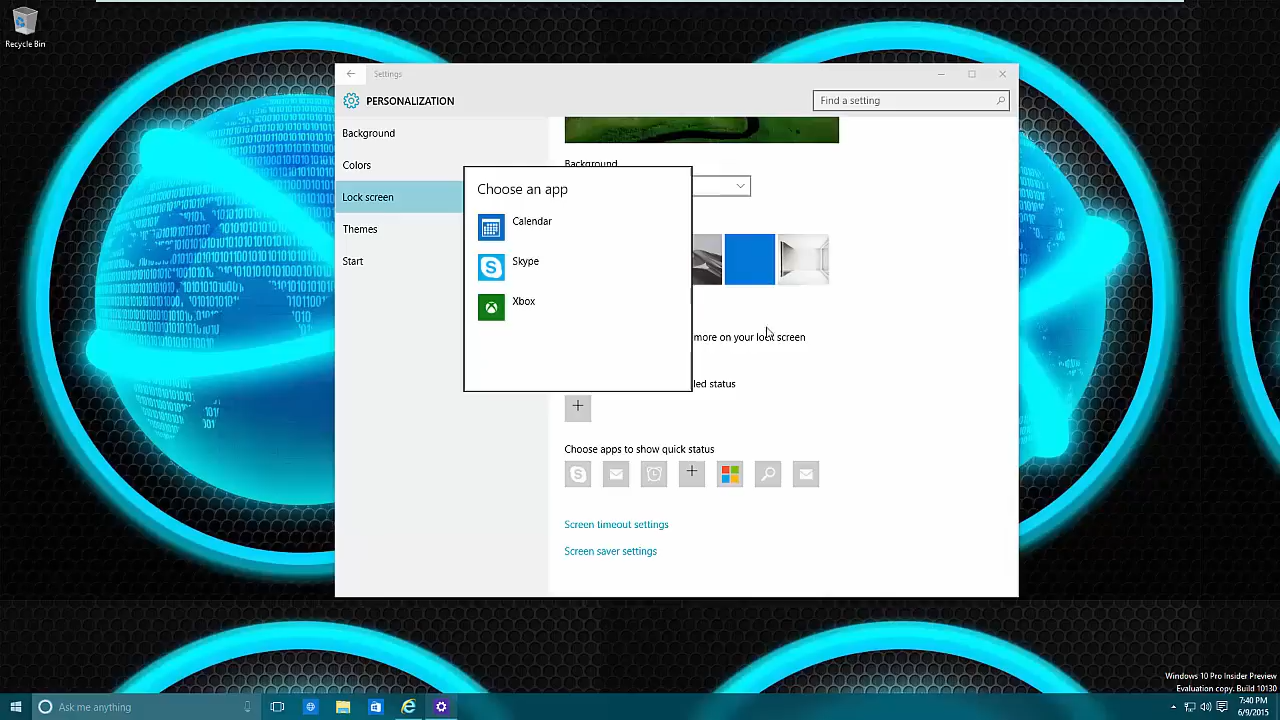 Recycle Bin
Settings
PERSONALIZATION
Find a setting
Background
Colors
Lock screen
Themes
Start
Background
Choose an app
Calendar
Skype
Xbox
more on your lock screen
led status
Choose apps to show quick status
Screen timeout settings
Screen saver settings
Windows 10 Pro Insider Preview
Evaluation copy. Build 10130
Ask me anything
7:40 PM
6/9/2015